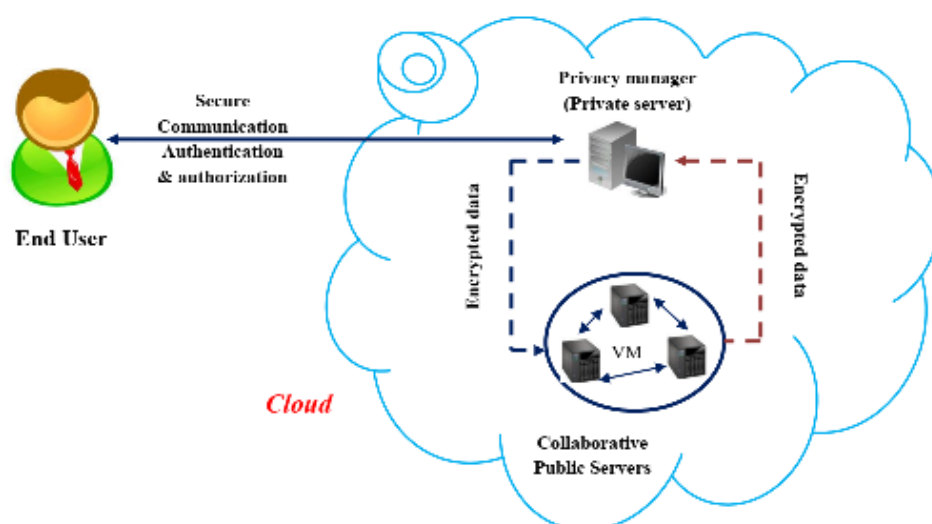 Privacy manager
(Private server)
Secure
Communication
Authentication
& authorization
End User
Encrypted data
Encrypted data
VM
Cloud
Collaborative
Public Servers